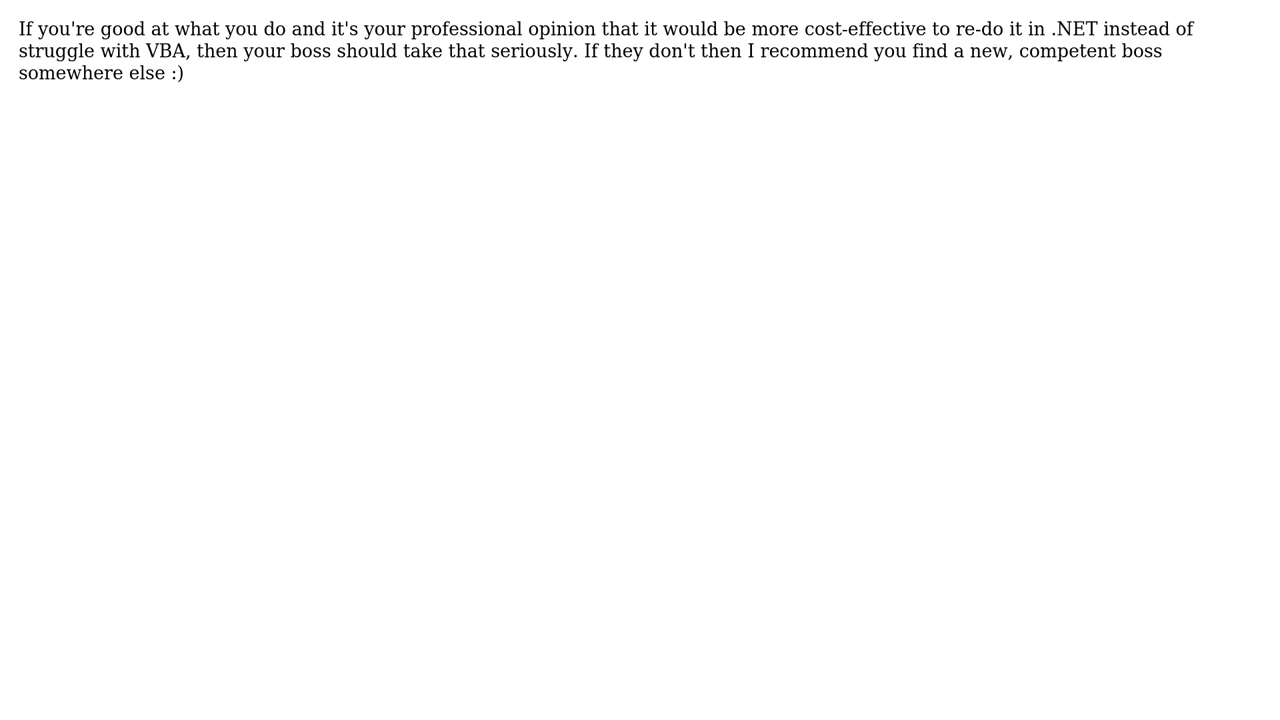 If you're good at what you do and it's your professional opinion that it would be more cost-effective to re-do it in .NET instead of
struggle with VBA, then your boss should take that seriously. If they don't then I recommend you find a new, competent boss
somewhere else :)